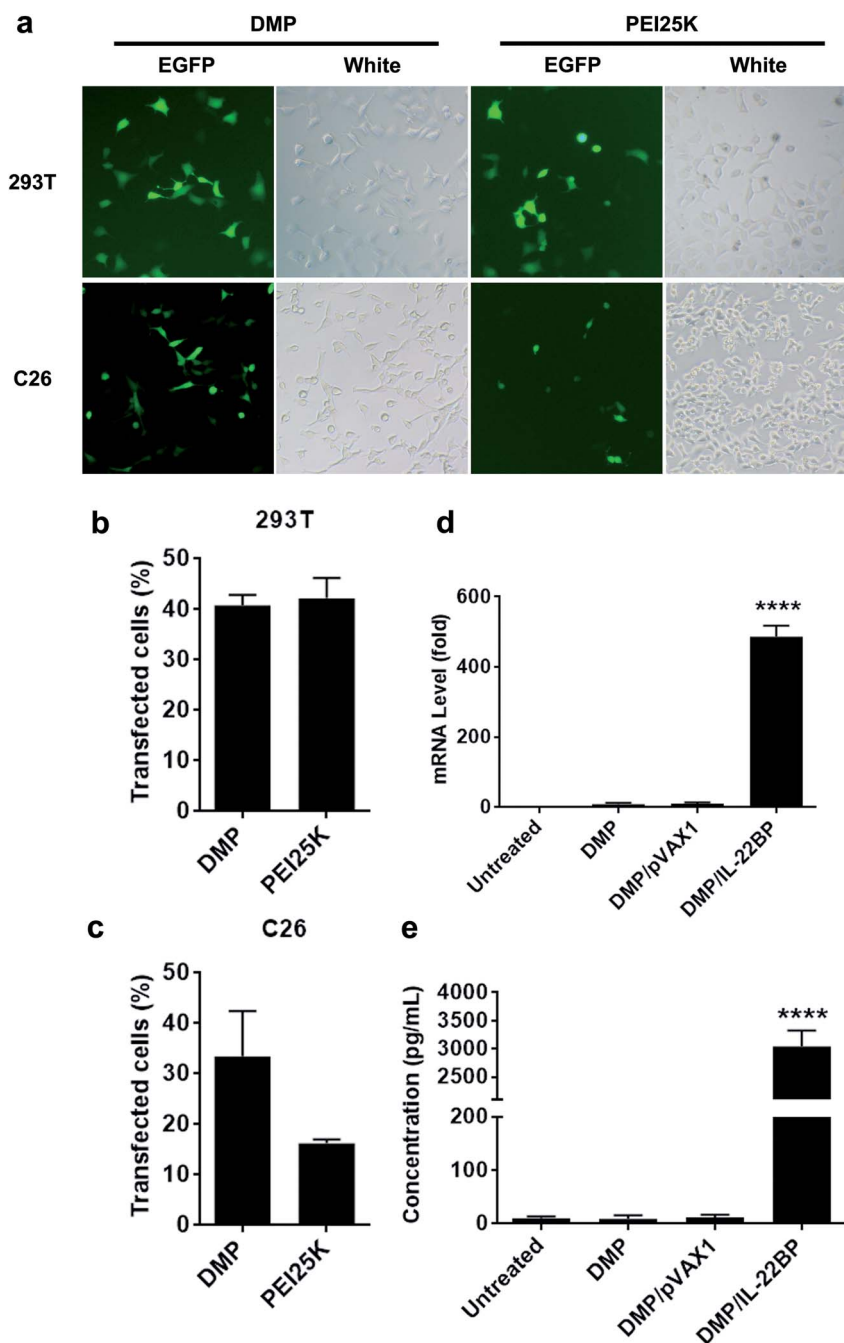 a
DMP
PEI25K
EGFP
White
EGFP
White
293T
C26
b
293T
Transfected cells (%)
50
40
30
20
10
0
DMP
PEI25K
d
mRNA Level (fold)
600
400
200
0
****
Untreated
DMP
DMP/pVAX1
DMP/IL-22BP
c
C26
Transfected cells (%)
50
40
30
20
10
0
DMP
PEI25K
e
Concentration (pg/mL)
4000
3500
3000
2500
200
100
0
****
Untreated
DMP
DMP/pVAX1
DMP/IL-22BP